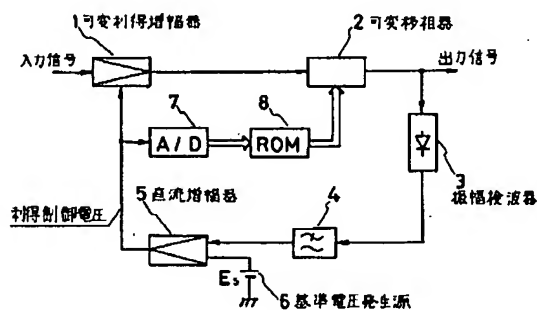 1可変利得増幅器
2 可変移相器
入力信号
出力信号
7
8
A/D
ROM
3
振幅検波器
5 直流増幅器
4
利得制御電圧
Es
6 基準電圧発生源